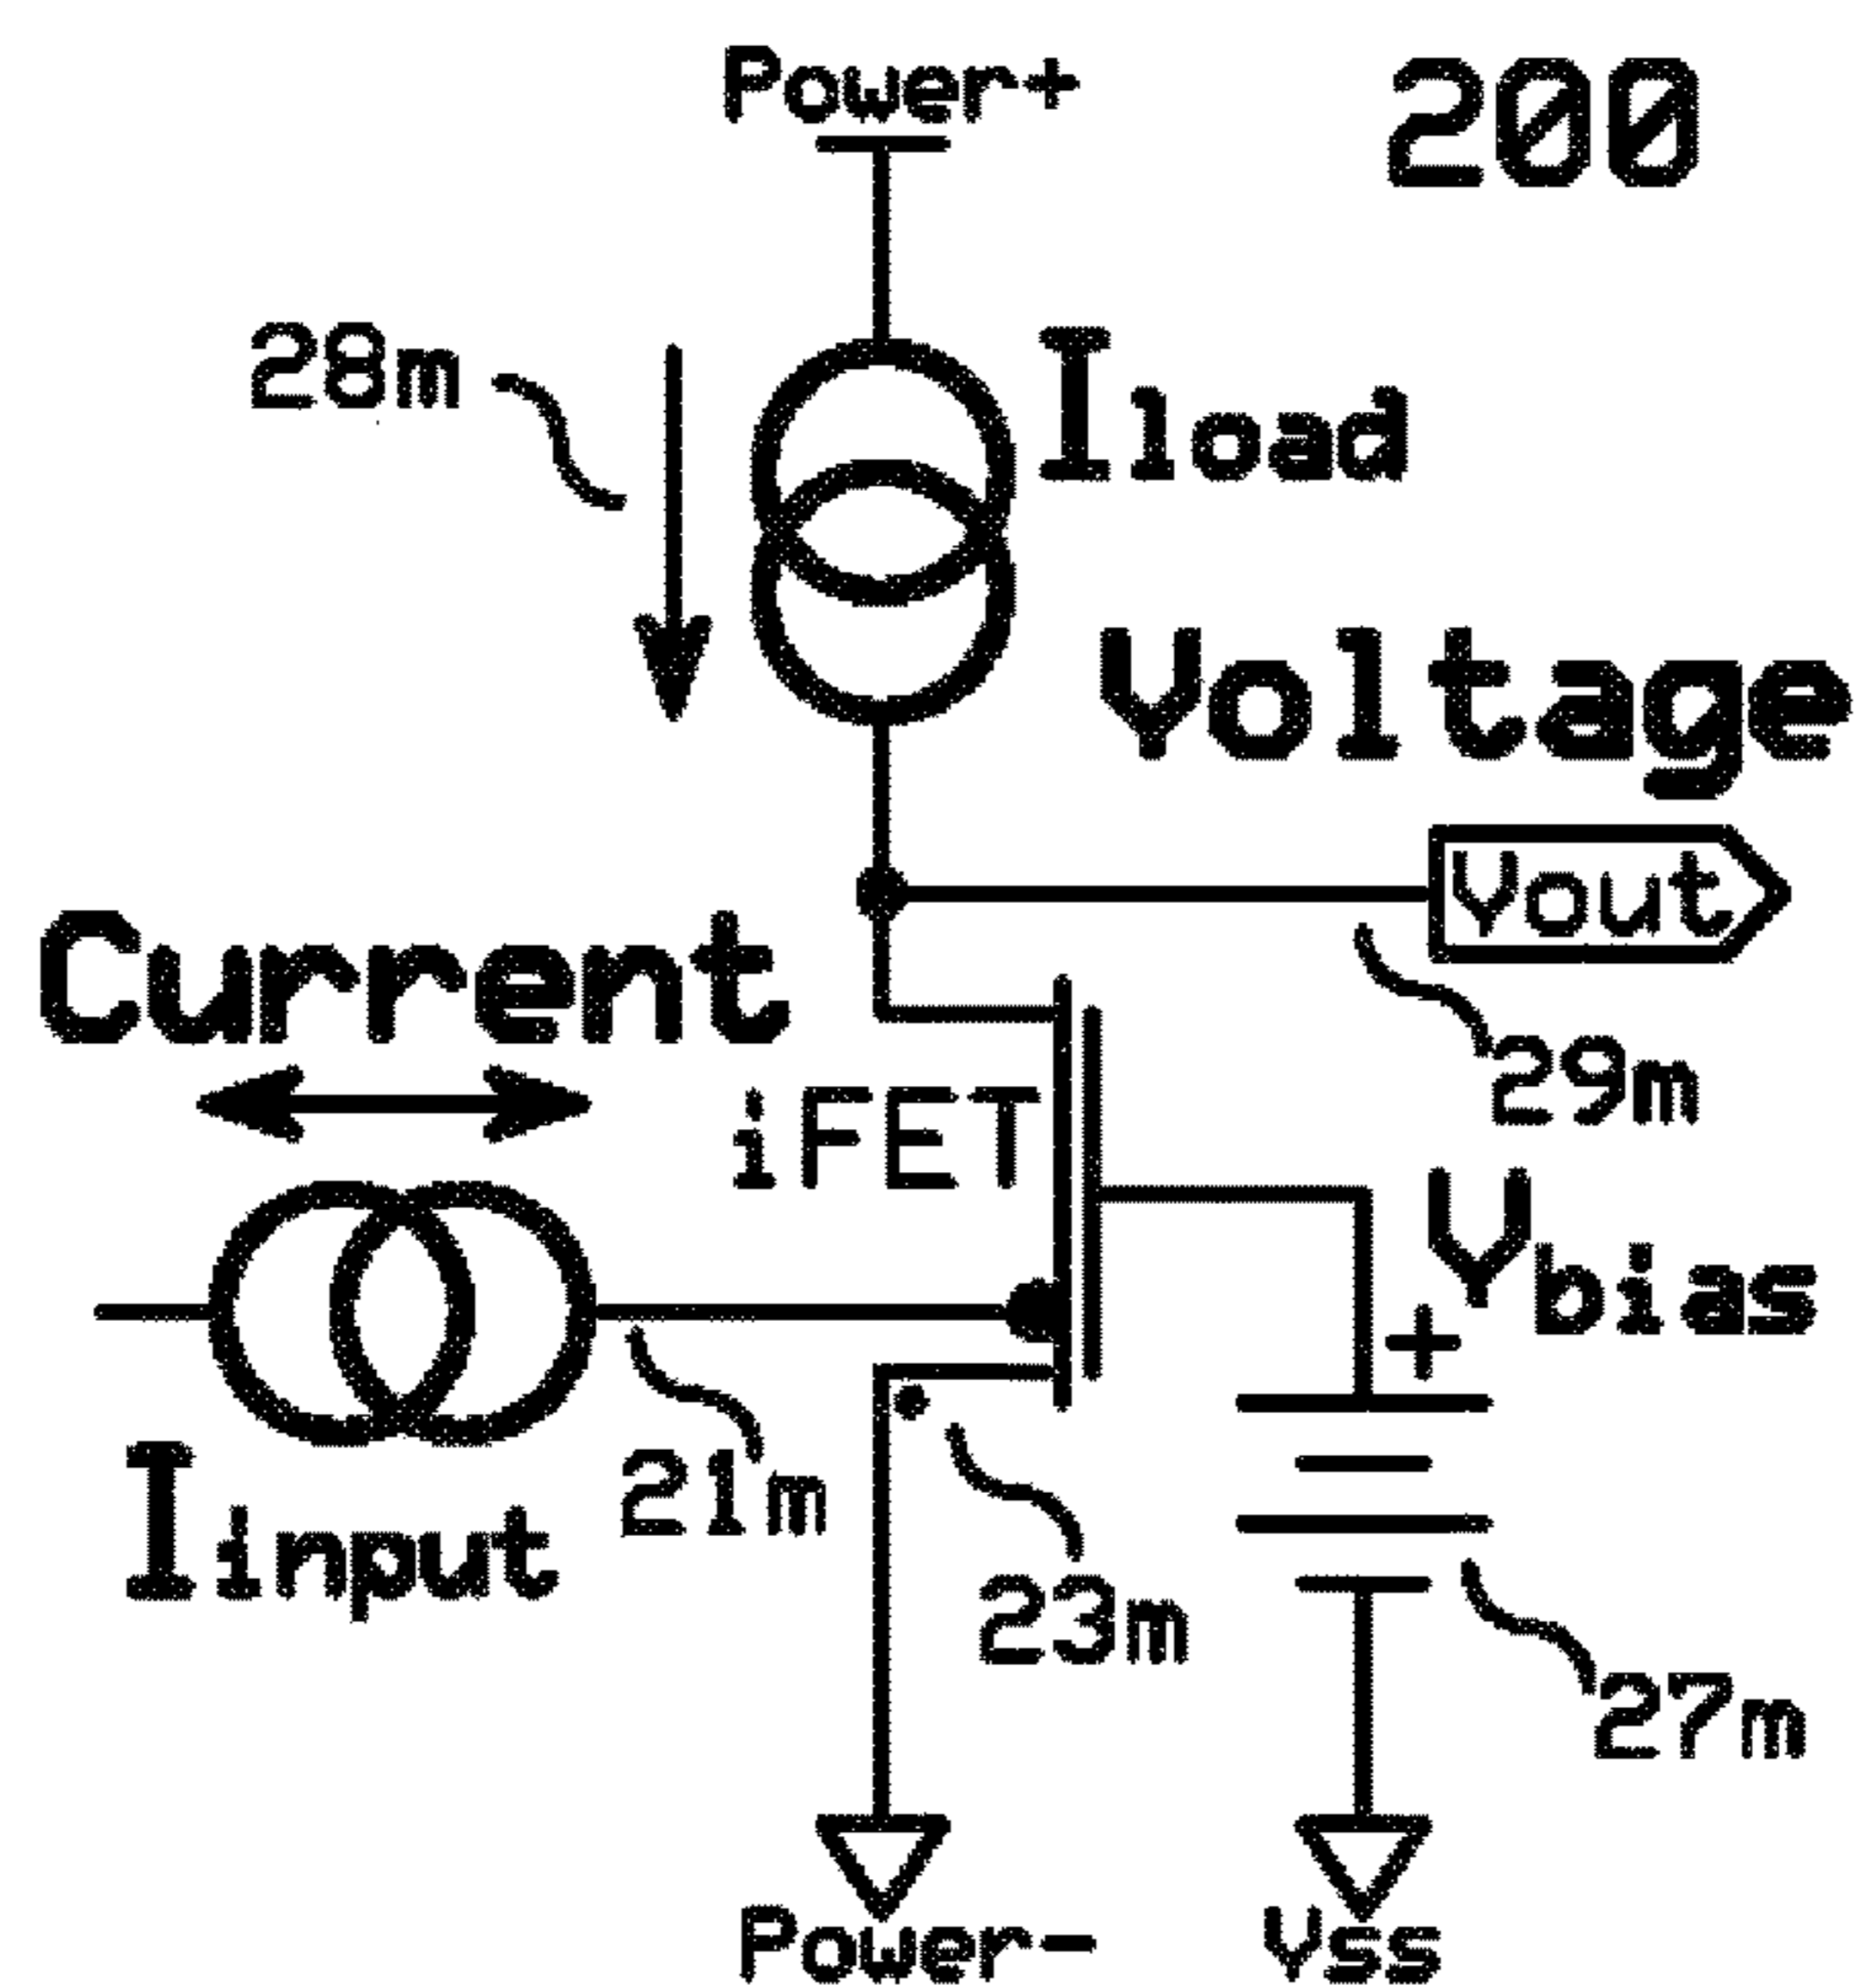 Power+
200
28m
Iload
Voltage
Vout
Current
29m
iFET
Vbias
+
Iinput
21m
23m
27m
Power-
Vss